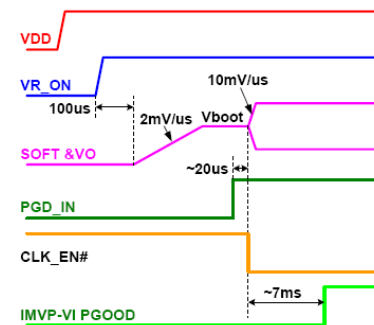 VDD
VR_ON
10mV/us
100us
2mV/us
Vboot
SOFT &VO
~20us
PGD_IN
CLK_EN#
~7ms
IMVP-VI PGOOD